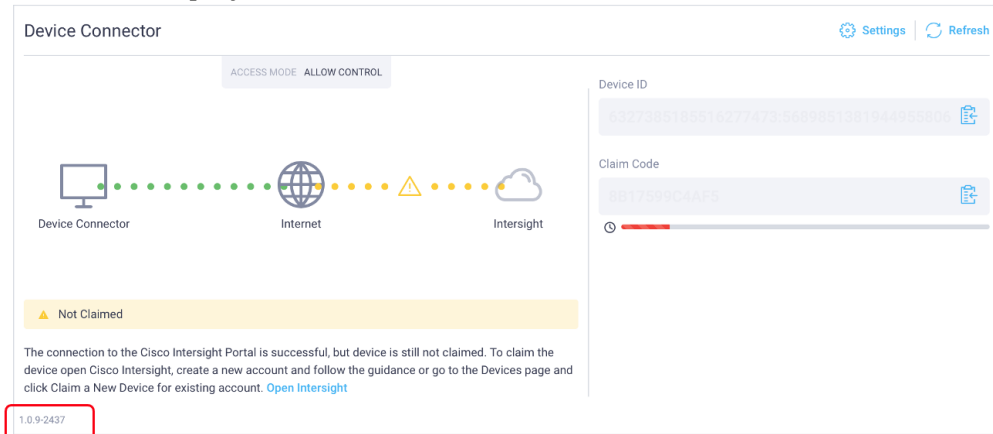 Device Connector
Settings
Refresh
ACCESS MODE ALLOW CONTROL
Device Connector
Internet
Intersight
Not Claimed
The connection to the Cisco Intersight Portal is successful, but device is still not claimed. To claim the
device open Cisco Intersight, create a new account and follow the guidance or go to the Devices page and
click Claim a New Device for existing account. Open Intersight
Device ID
Claim Code
1.0.9-2437